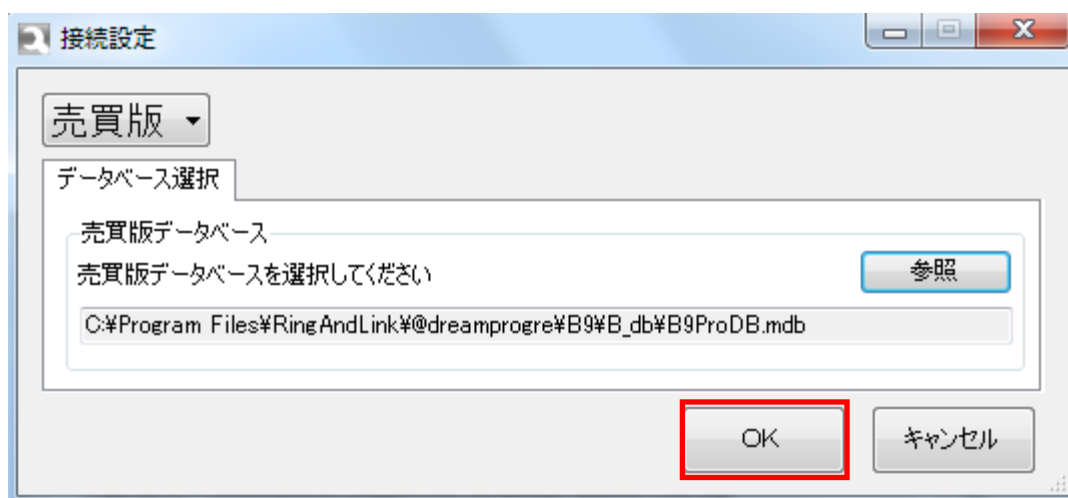 接続設定
売買版
データベース選択
売買版データベース
売買版データベースを選択してください
参照
C:¥Program Files¥RingAndLink¥@dreamprogre¥B9¥B_db¥B9ProDB.mdb
OK
キャンセル